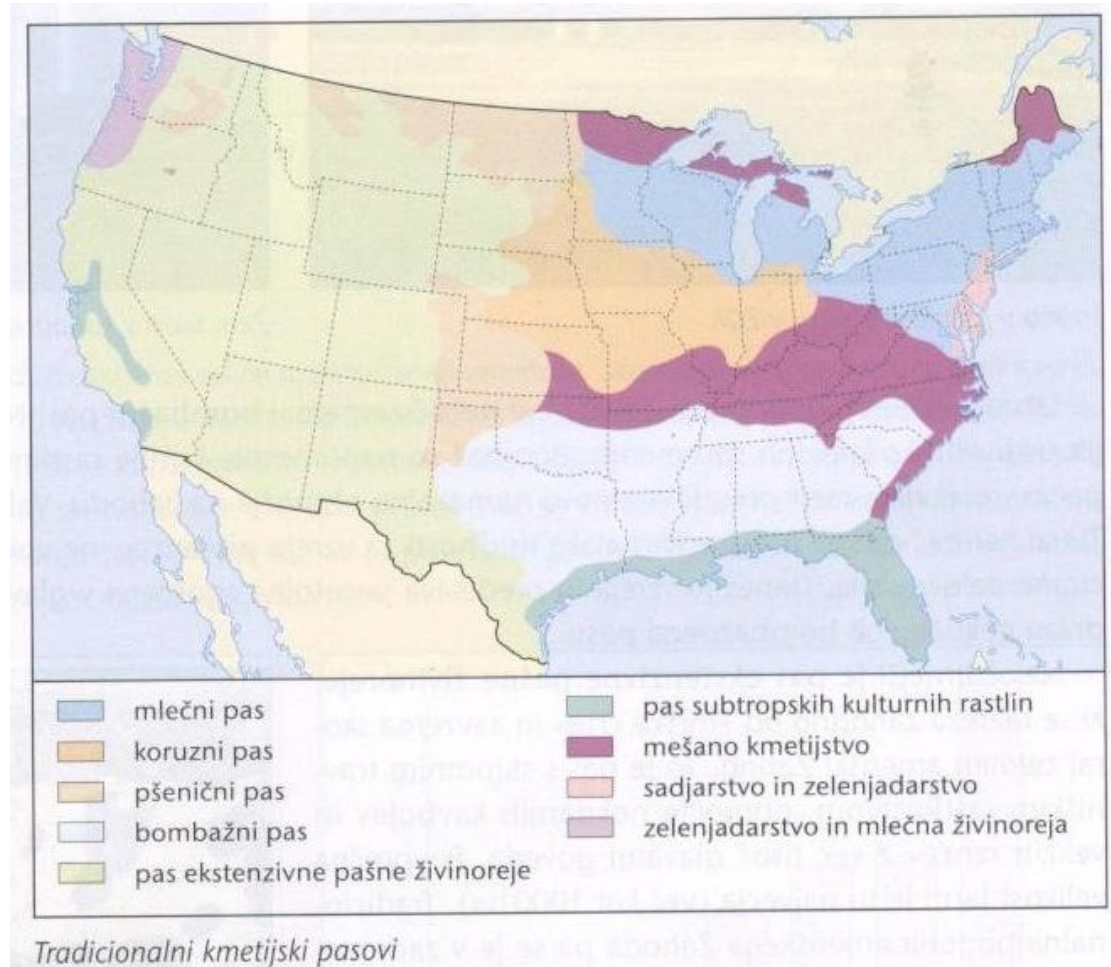 mlečni pas
koruzni pas
pšenični pas
bombažni pas
pas ekstenzivne pašne živinoreje
pas subtropskih kulturnih rastlin
mešano kmetijstvo
sadjarstvo in zelenjadarstvo
zelenjadarstvo in mlečna živinoreja
Tradicionalni kmetijski pasovi